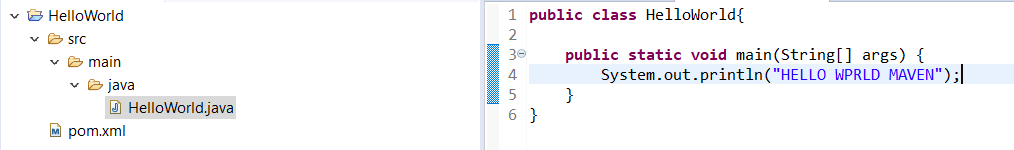 HelloWorld
src
main
java
HelloWorld.java
pom.xml
1 public class HelloWorld{
2
3 public static void main(String[] args) {
4 System.out.println("HELLO WPRLD MAVEN");
5 }
6 }